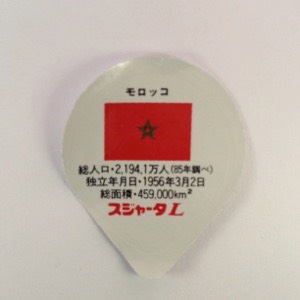 モロッコ
総人口・2,194.1万人(85年調べ)
独立年月日・1956年3月2日
総面積・459,000km²
スジャータL